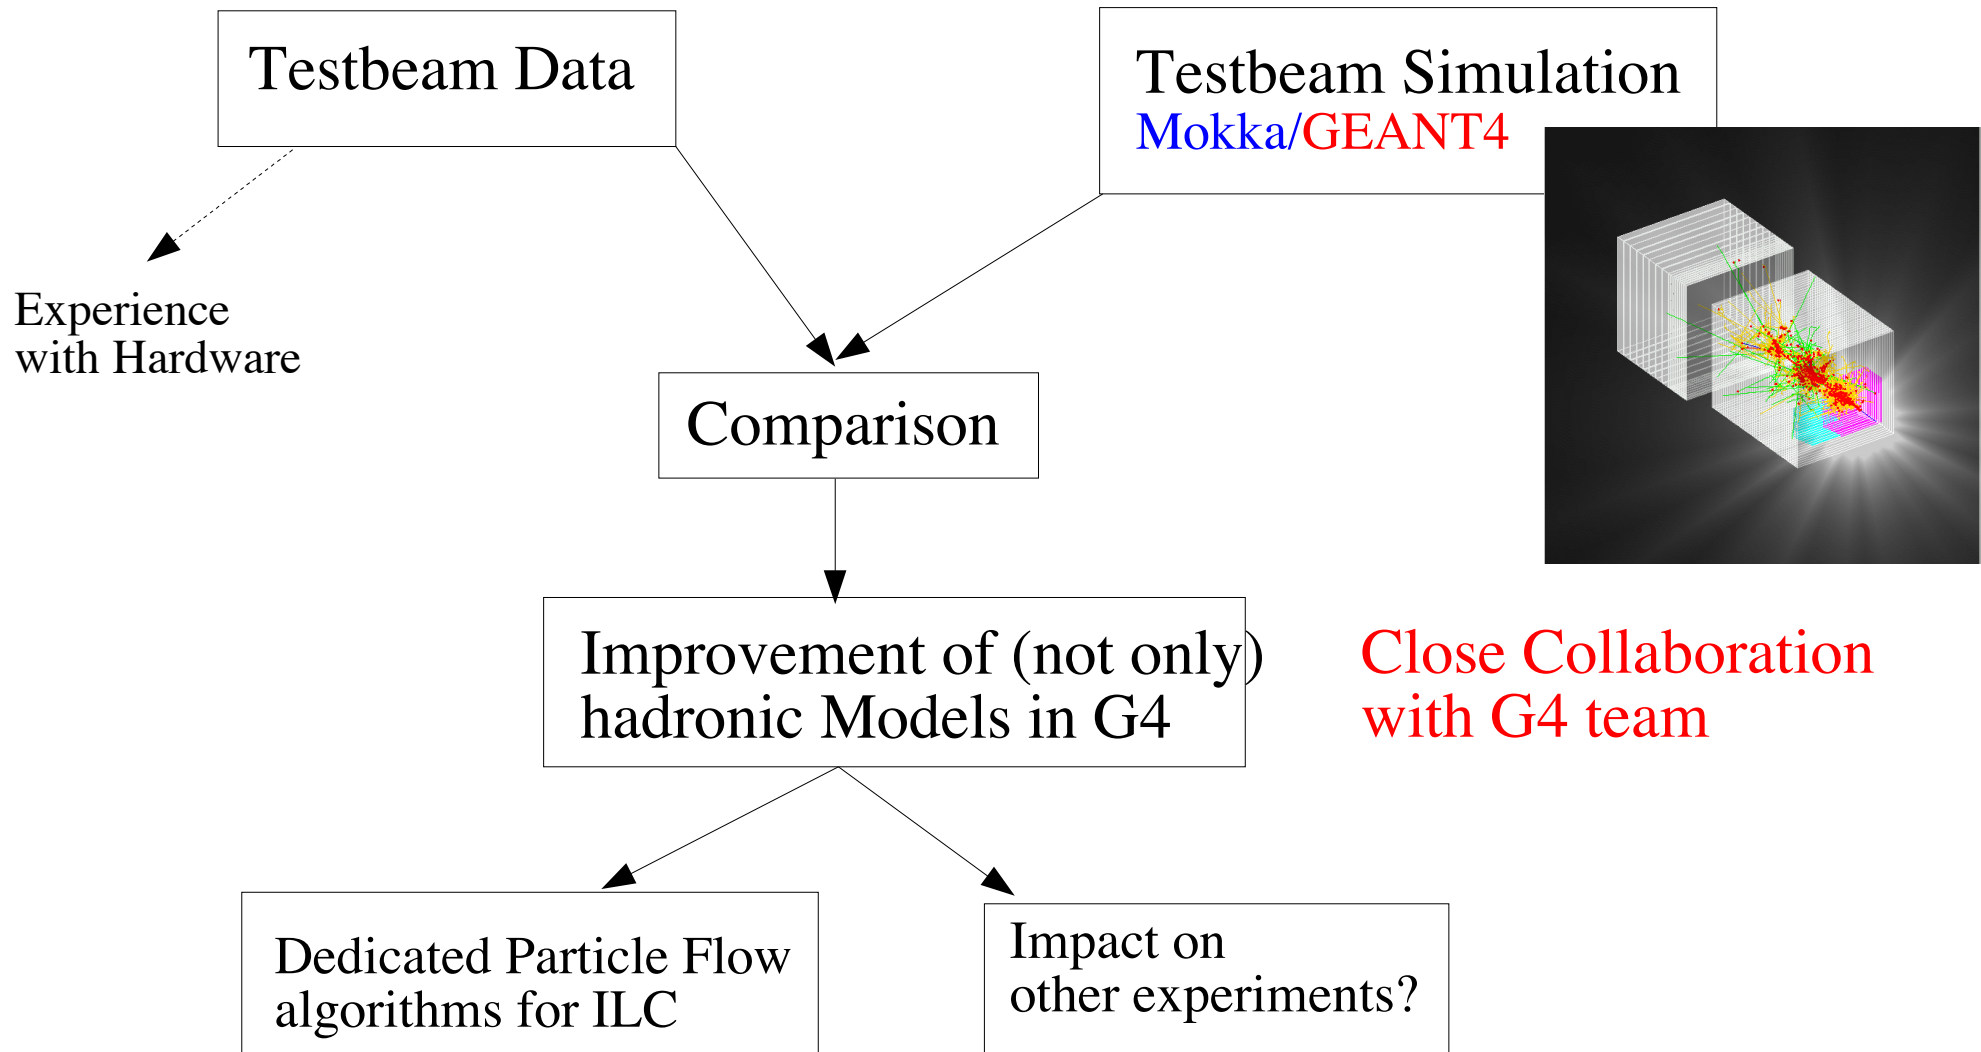 Testbeam Data
Testbeam Simulation
Mokka/GEANT4
Experience
with Hardware
Comparison
Improvement of (not only)
hadronic Models in G4
Close Collaboration
with G4 team
Dedicated Particle Flow
algorithms for ILC
Impact on
other experiments?